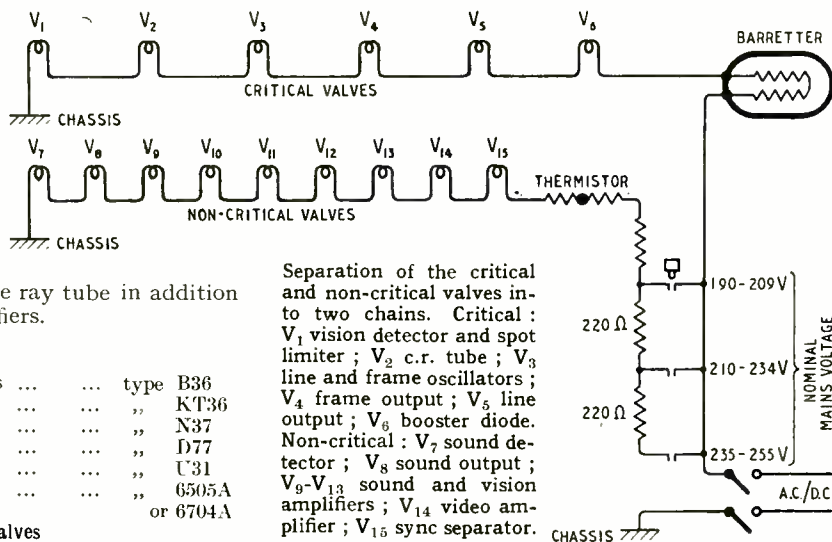 V1 V2 V3 V4 V5 V6
BARRETTER
CRITICAL VALVES
CHASSIS
V7 V8 V9 V10 V11 V12 V13 V14 V15
THERMISTOR
NON-CRITICAL VALVES
CHASSIS
190-209V
220 Ω
210-234V
220 Ω
235-255V
NOMINAL
MAINS VOLTAGE
A.C./D.C
CHASSIS
e ray tube in addition
fiers.
s ... ... type B36
... ... „ KT36
... ... „ N37
... ... „ D77
... ... „ U31
... ... „ 6505A
or 6704A
alves
Separation of the critical
and non-critical valves in-
to two chains. Critical :
V1 vision detector and spot
limiter ; V2 c.r. tube ; V3
line and frame oscillators ;
V4 frame output ; V5 line
output ; V6 booster diode.
Non-critical : V7 sound de-
tector ; V8 sound output ;
V9-V13 sound and vision
amplifiers ; V14 video am-
plifier ; V15 sync separator.